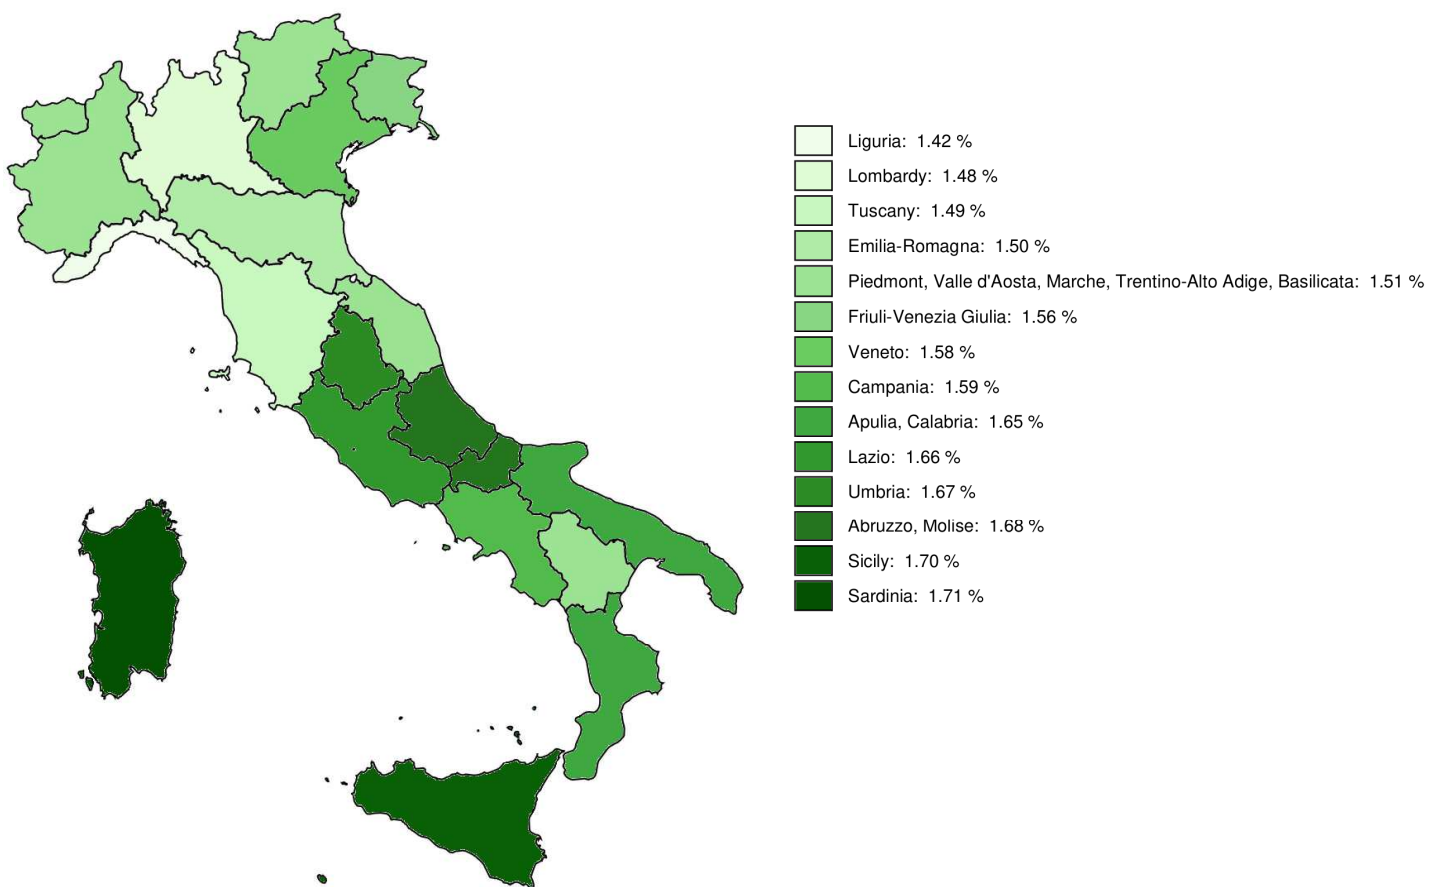 Liguria: 1.42 %
Lombardy: 1.48 %
Tuscany: 1.49 %
Emilia-Romagna: 1.50 %
Piedmont, Valle d'Aosta, Marche, Trentino-Alto Adige, Basilicata: 1.51 %
Friuli-Venezia Giulia: 1.56 %
Veneto: 1.58 %
Campania: 1.59 %
Apulia, Calabria: 1.65 %
Lazio: 1.66 %
Umbria: 1.67 %
Abruzzo, Molise: 1.68 %
Sicily: 1.70 %
Sardinia: 1.71 %